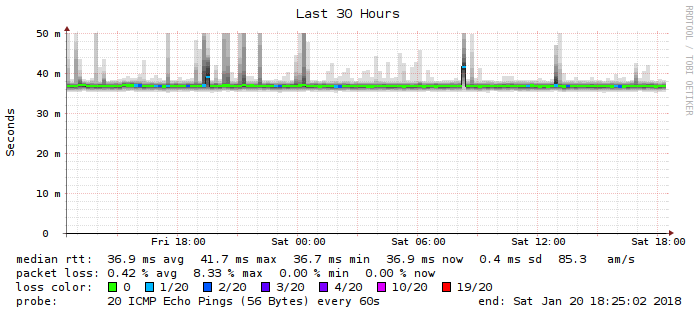 Last 30 Hours
RRDTOOL / TOBI OETIKER
Seconds
50 m
40 m
30 m
20 m
10 m
0
Fri 18:00 Sat 00:00 Sat 06:00 Sat 12:00 Sat 18:00
median rtt: 36.9 ms avg 41.7 ms max 36.7 ms min 36.9 ms now 0.4 ms sd 85.3 am/s
packet loss: 0.42 % avg 8.33 % max 0.00 % min 0.00 % now
loss color: 0 1/20 2/20 3/20 4/20 10/20 19/20
probe: 20 ICMP Echo Pings (56 Bytes) every 60s end: Sat Jan 20 18:25:02 2018